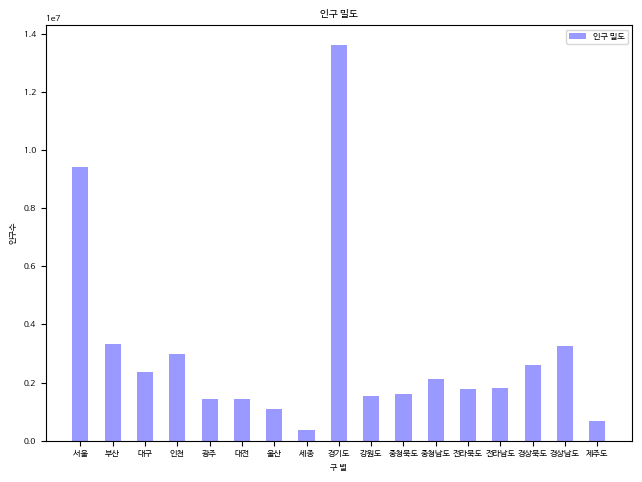 인구 밀도
1e7
인구 밀도
1.4
1.2
1.0
0.8
0.6
0.4
0.2
0.0
인구수
서울 부산 대구 인천 광주 대전 울산 세종 경기도 강원도 충청북도 충청남도 전라북도 전라남도 경상북도 경상남도 제주도
구 별